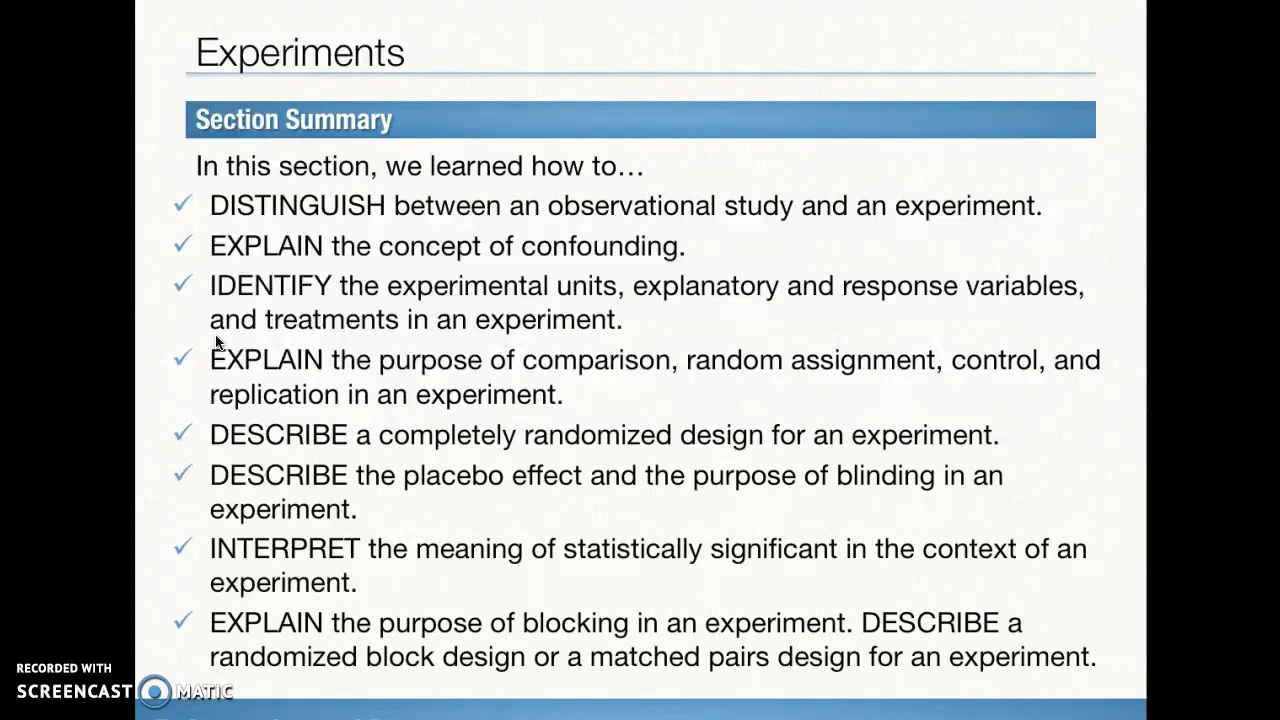 Experiments
Section Summary
In this section, we learned how to…
✓ DISTINGUISH between an observational study and an experiment.
✓ EXPLAIN the concept of confounding.
✓ IDENTIFY the experimental units, explanatory and response variables,
and treatments in an experiment.
✓ EXPLAIN the purpose of comparison, random assignment, control, and
replication in an experiment.
✓ DESCRIBE a completely randomized design for an experiment.
✓ DESCRIBE the placebo effect and the purpose of blinding in an
experiment.
✓ INTERPRET the meaning of statistically significant in the context of an
experiment.
✓ EXPLAIN the purpose of blocking in an experiment. DESCRIBE a
randomized block design or a matched pairs design for an experiment.
RECORDED WITH
SCREENCAST MATIC